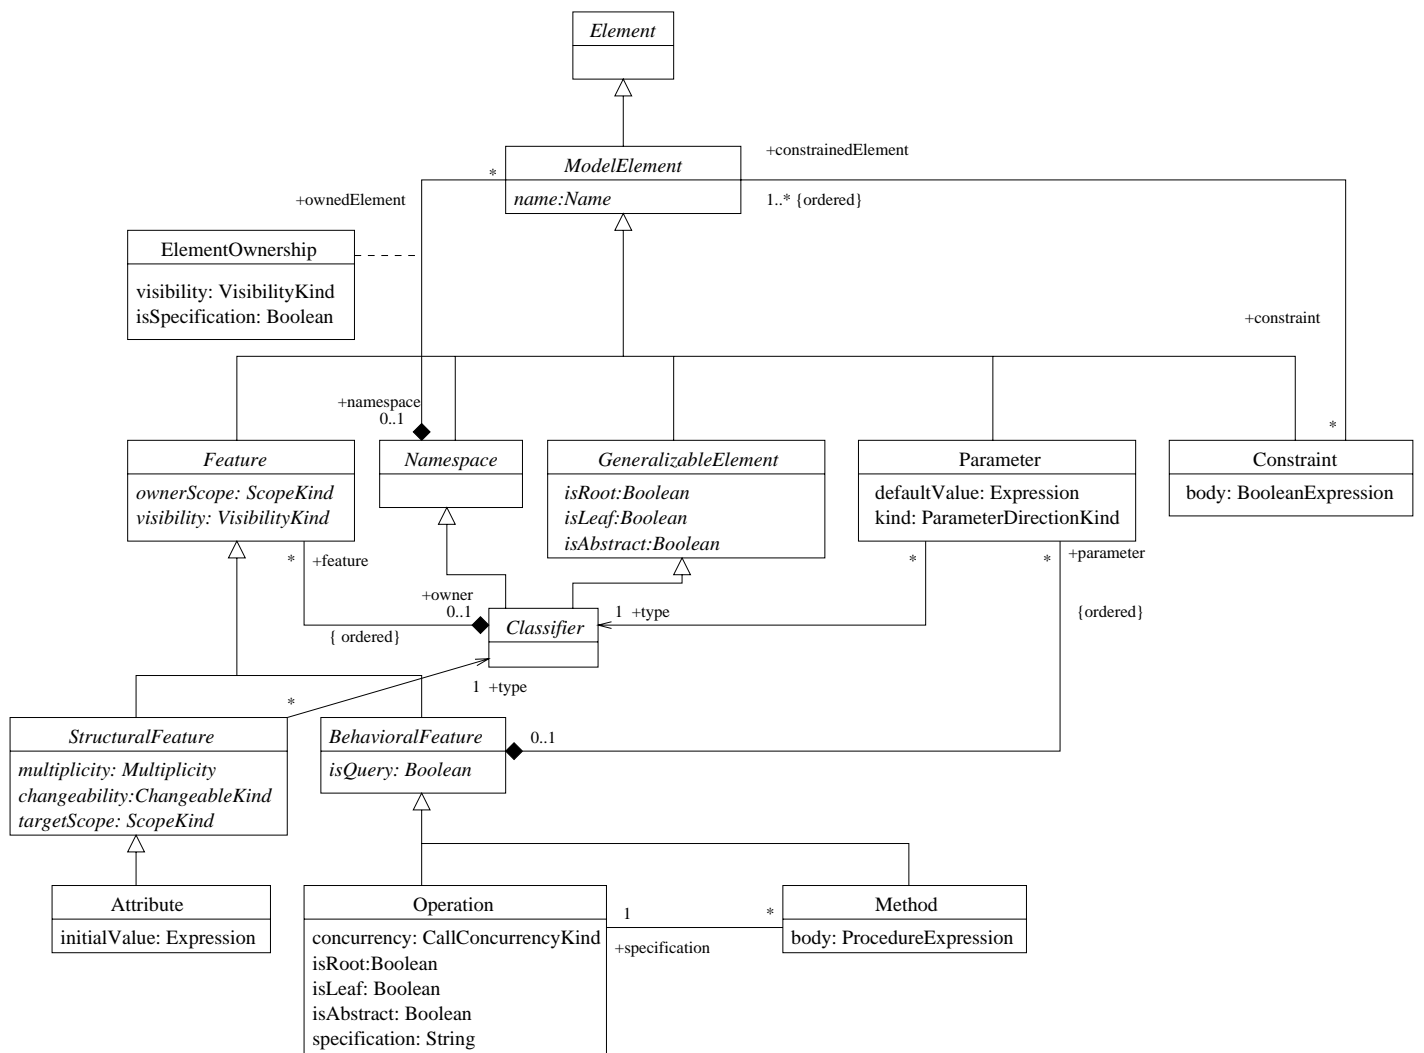 Element
ModelElement
name:Name
+constrainedElement
*
1..* {ordered}
+ownedElement
ElementOwnership
visibility: VisibilityKind
isSpecification: Boolean
+constraint
+namespace
0..1
*
Feature
ownerScope: ScopeKind
visibility: VisibilityKind
Namespace
GeneralizableElement
isRoot:Boolean
isLeaf:Boolean
isAbstract:Boolean
Parameter
defaultValue: Expression
kind: ParameterDirectionKind
Constraint
body: BooleanExpression
*
+feature
*
*
+parameter
+owner
0..1
{ ordered}
Classifier
1 +type
{ordered}
1 +type
*
StructuralFeature
multiplicity: Multiplicity
changeability:ChangeableKind
targetScope: ScopeKind
BehavioralFeature
isQuery: Boolean
0..1
Attribute
initialValue: Expression
Operation
concurrency: CallConcurrencyKind
isRoot:Boolean
isLeaf: Boolean
isAbstract: Boolean
specification: String
1
*
+specification
Method
body: ProcedureExpression